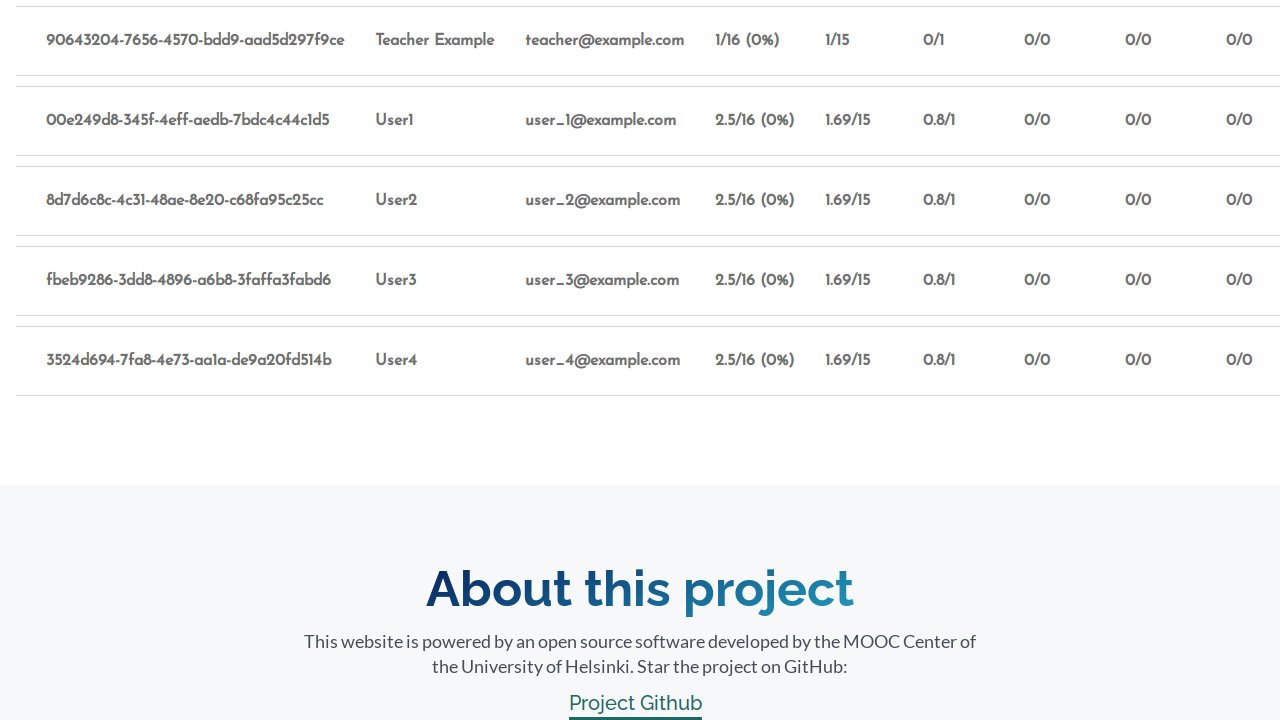 90643204-7656-4570-bdd9-aad5d297f9ce Teacher Example teacher@example.com 1/16 (0%) 1/15 0/1 0/0 0/0 0/0
00e249d8-345f-4eff-aedb-7bdc4c44c1d5 User1 user_1@example.com 2.5/16 (0%) 1.69/15 0.8/1 0/0 0/0 0/0
8d7d6c8c-4c31-48ae-8e20-c68fa95c25cc User2 user_2@example.com 2.5/16 (0%) 1.69/15 0.8/1 0/0 0/0 0/0
fbeb9286-3dd8-4896-a6b8-3faffa3fabd6 User3 user_3@example.com 2.5/16 (0%) 1.69/15 0.8/1 0/0 0/0 0/0
3524d694-7fa8-4e73-aa1a-de9a20fd514b User4 user_4@example.com 2.5/16 (0%) 1.69/15 0.8/1 0/0 0/0 0/0
About this project
This website is powered by an open source software developed by the MOOC Center of
the University of Helsinki. Star the project on GitHub:
Project Github